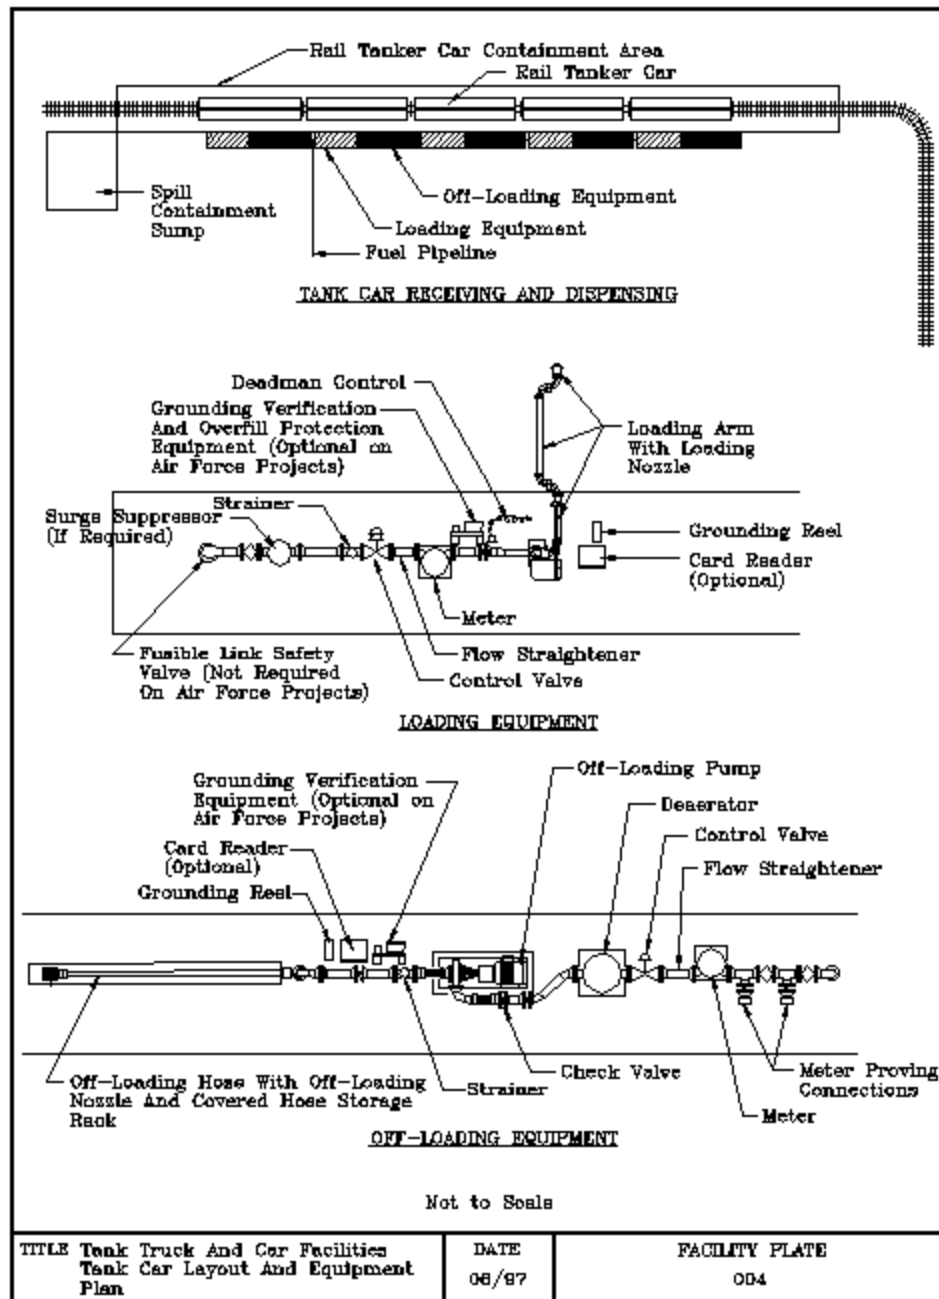 Rail Tanker Car Containment Area
Rail Tanker Car
Spill
Containment
Sump
Off-Loading Equipment
Loading Equipment
Fuel Pipeline
TANK CAR RECEIVING AND DISPENSING
Deadman Control
Grounding Verification
And Overfill Protection
Equipment (Optional on
Air Force Projects)
Loading Arm
With Loading
Nozzle
Strainer
Surge Suppressor
(If Required)
Grounding Reel
Card Reader
(Optional)
Meter
Fusible Link Safety
Valve (Not Required
On Air Force Projects)
Flow Straightener
Control Valve
LOADING EQUIPMENT
Off-Loading Pump
Grounding Verification
Equipment (Optional on
Air Force Projects)
Deaerator
Control Valve
Card Reader
(Optional)
Flow Straightener
Grounding Reel
Check Valve
Meter Proving
Connections
Off-Loading Hose With Off-Loading
Nozzle And Covered Hose Storage
Rack
Strainer
Meter
OFF-LOADING EQUIPMENT
Not to Scale
TITLE Tank Truck And Car Facilities
Tank Car Layout And Equipment
Plan
DATE
06/97
FACILITY PLATE
004